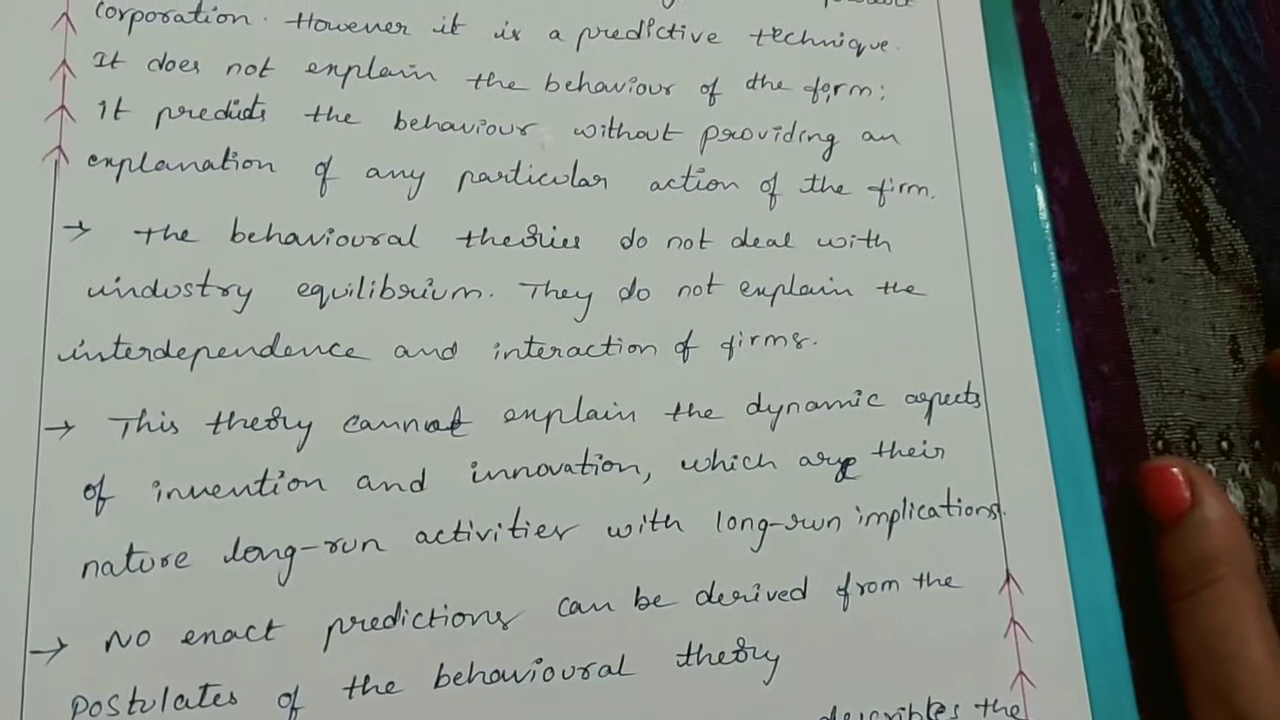 corporation. However it is a predictive technique.
It does not explain the behaviour of the form;
It predicts the behaviour without providing an
explanation of any particular action of the firm.
→ The behavioural theories do not deal with
industry equilibrium. They do not explain the
interdependence and interaction of firms.
→ This theory cannot explain the dynamic aspects
of invention and innovation, which are their
nature long-run activities with long-run implications.
→ No enact predictions can be derived from the
postulates of the behavioural theory
describes the